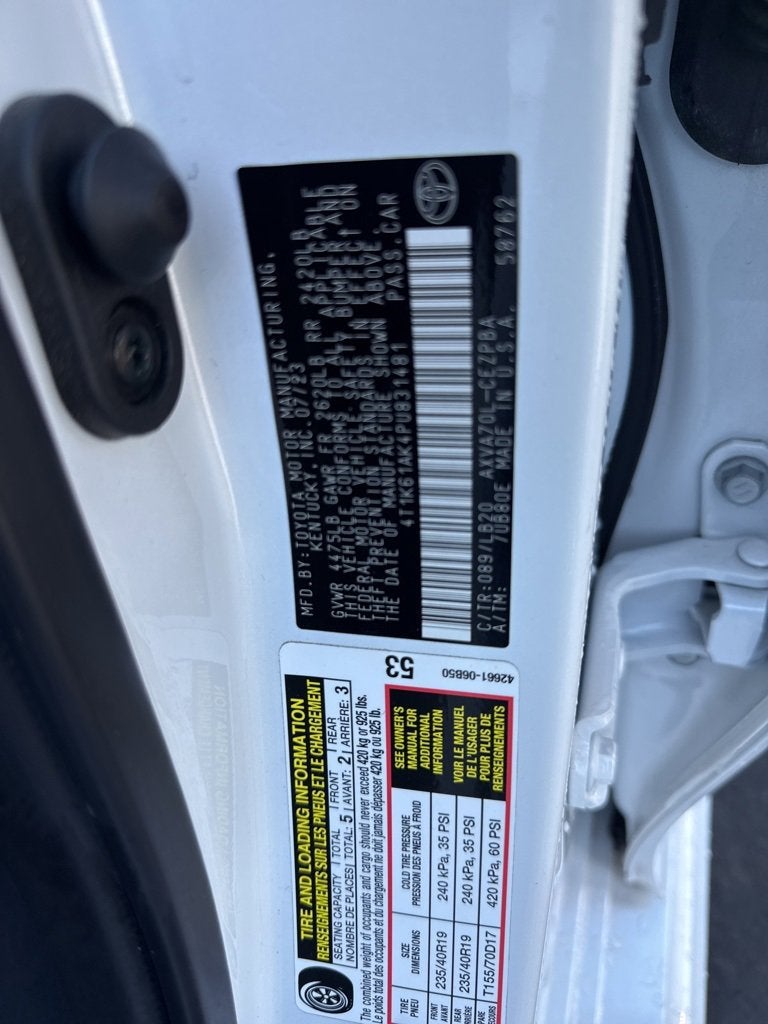 MFD.BY:TOYOTA MOTOR MANUFACTURING,
KENTUCKY,INC. 07/23
GVWR 4475LB GAWR FR 2620LB RR 2420LB
THIS VEHICLE CONFORMS TO ALL APPLICABLE
FEDERAL MOTOR VEHICLE SAFETY, BUMPER, AND
THEFT PREVENTION STANDARDS IN EFFECT ON
THE DATE OF MANUFACTURE SHOWN ABOVE.
4T1K61AK4PU831481 PASS.CAR
C/TR:089/LB20 AXVA70L-CEZPBA
A/TM: MADE IN U.S.A. 58762
TIRE AND LOADING INFORMATION
RENSEIGNEMENTS SUR LES PNEUS ET LE CHARGEMENT
SEATING CAPACITY | TOTAL | FRONT | REAR
NOMBRE DE PLACES | TOTAL: 5 | AVANT: 2 | ARRIÈRE: 3
The combined weight of occupants and cargo should never exceed 420 kg or 925 lbs.
Le poids total des occupants et du chargement ne doit jamais dépasser 420 kg ou 925 lb.
53
42661-06B50
TIRE
PNEU
SIZE
DIMENSIONS
COLD TIRE PRESSURE
PRESSION DES PNEUS À FROID
SEE OWNER'S
MANUAL FOR
ADDITIONAL
INFORMATION
VOIR LE MANUEL
DE L'USAGER
POUR PLUS DE
RENSEIGNEMENTS
FRONT
AVANT
235/40R19
240 kPa, 35 PSI
REAR
RRIÈRE
235/40R19
240 kPa, 35 PSI
PARE
ECOURS
T155/70D17
420 kPa, 60 PSI